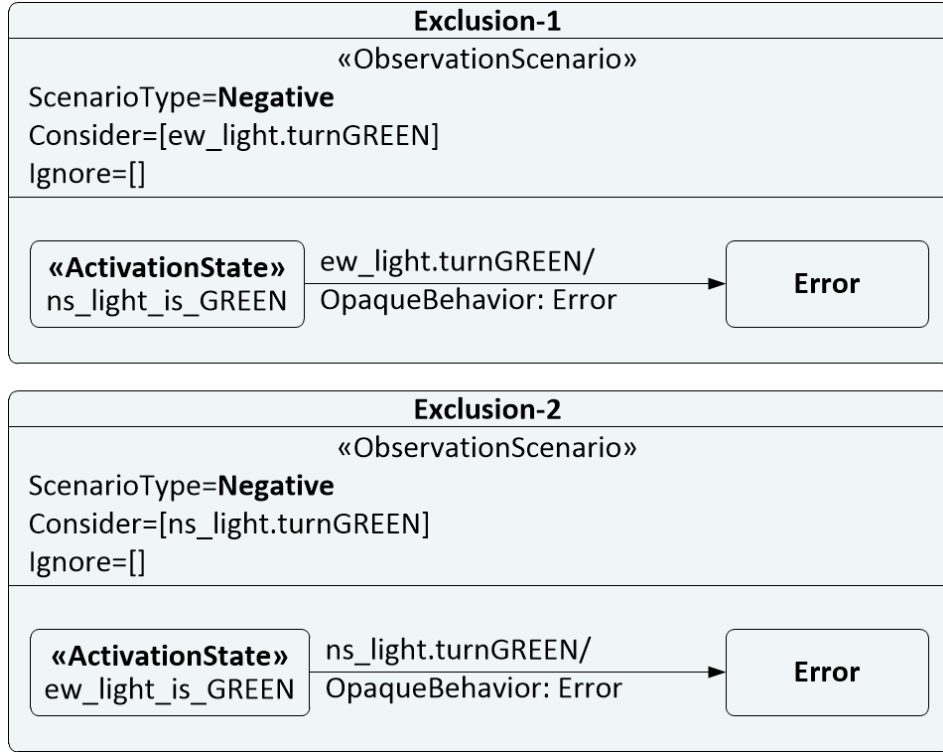 Exclusion-1
«ObservationScenario»
ScenarioType=Negative
Consider=[ew_light.turnGREEN]
Ignore=[]
«ActivationState»
ns_light_is_GREEN
ew_light.turnGREEN/
OpaqueBehavior: Error
Error
Exclusion-2
«ObservationScenario»
ScenarioType=Negative
Consider=[ns_light.turnGREEN]
Ignore=[]
«ActivationState»
ew_light_is_GREEN
ns_light.turnGREEN/
OpaqueBehavior: Error
Error